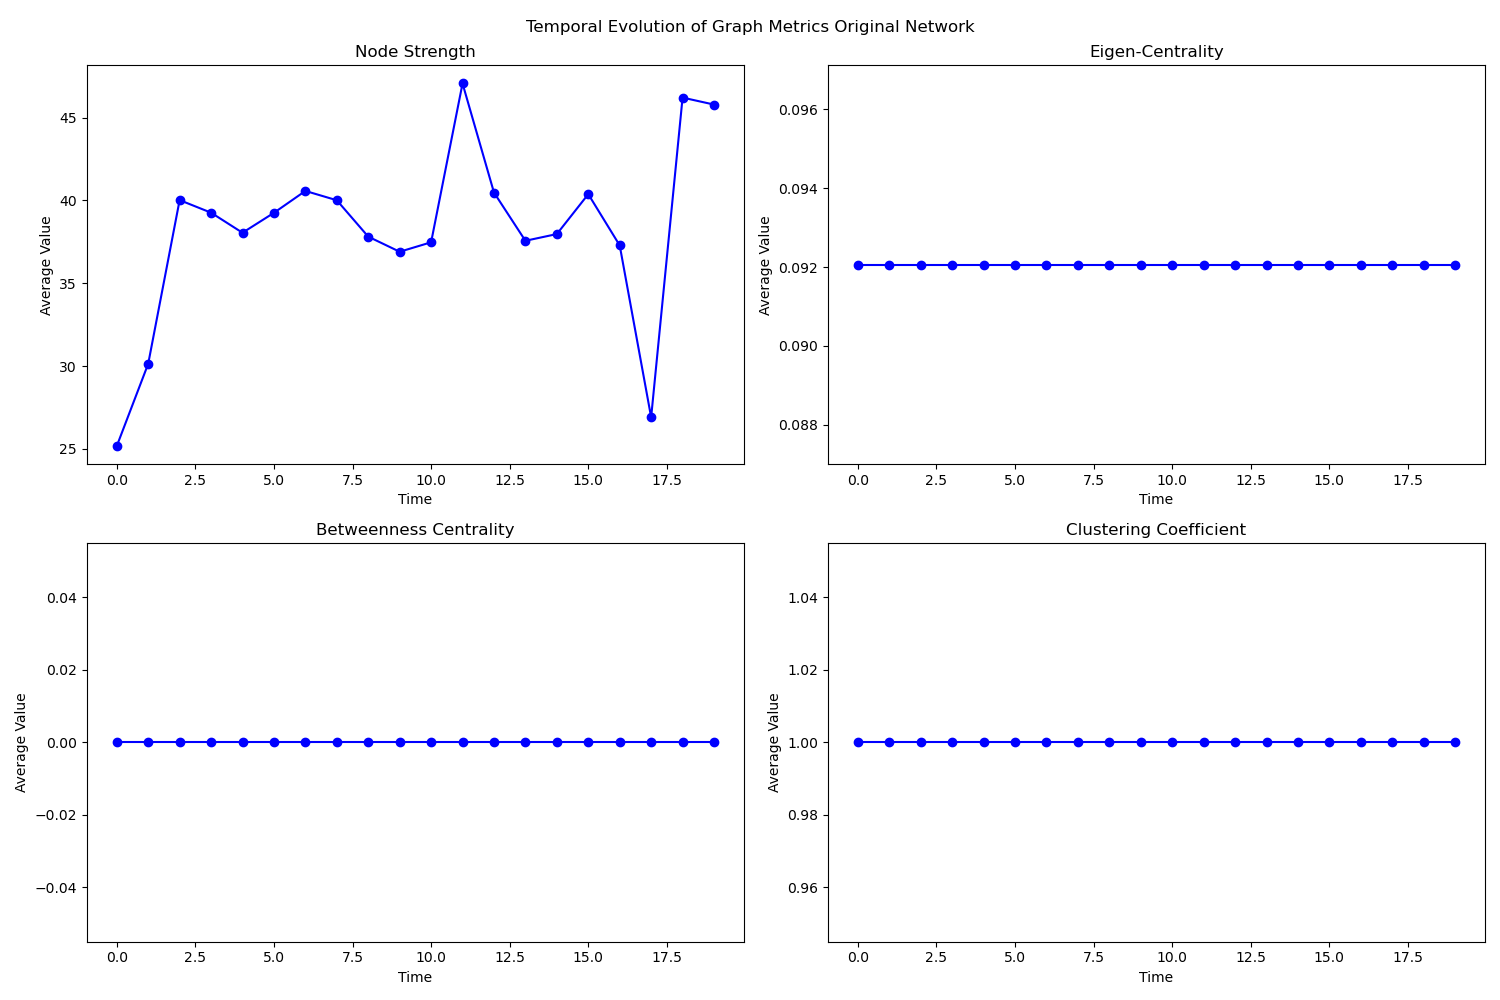 Temporal Evolution of Graph Metrics Original Network
Node Strength
45
40
35
30
25
Average Value
0.0 2.5 5.0 7.5 10.0 12.5 15.0 17.5
Time
Eigen-Centrality
0.096
0.094
0.092
0.090
0.088
Average Value
0.0 2.5 5.0 7.5 10.0 12.5 15.0 17.5
Time
Betweenness Centrality
0.04
0.02
0.00
−0.02
−0.04
Average Value
0.0 2.5 5.0 7.5 10.0 12.5 15.0 17.5
Time
Clustering Coefficient
1.04
1.02
1.00
0.98
0.96
Average Value
0.0 2.5 5.0 7.5 10.0 12.5 15.0 17.5
Time